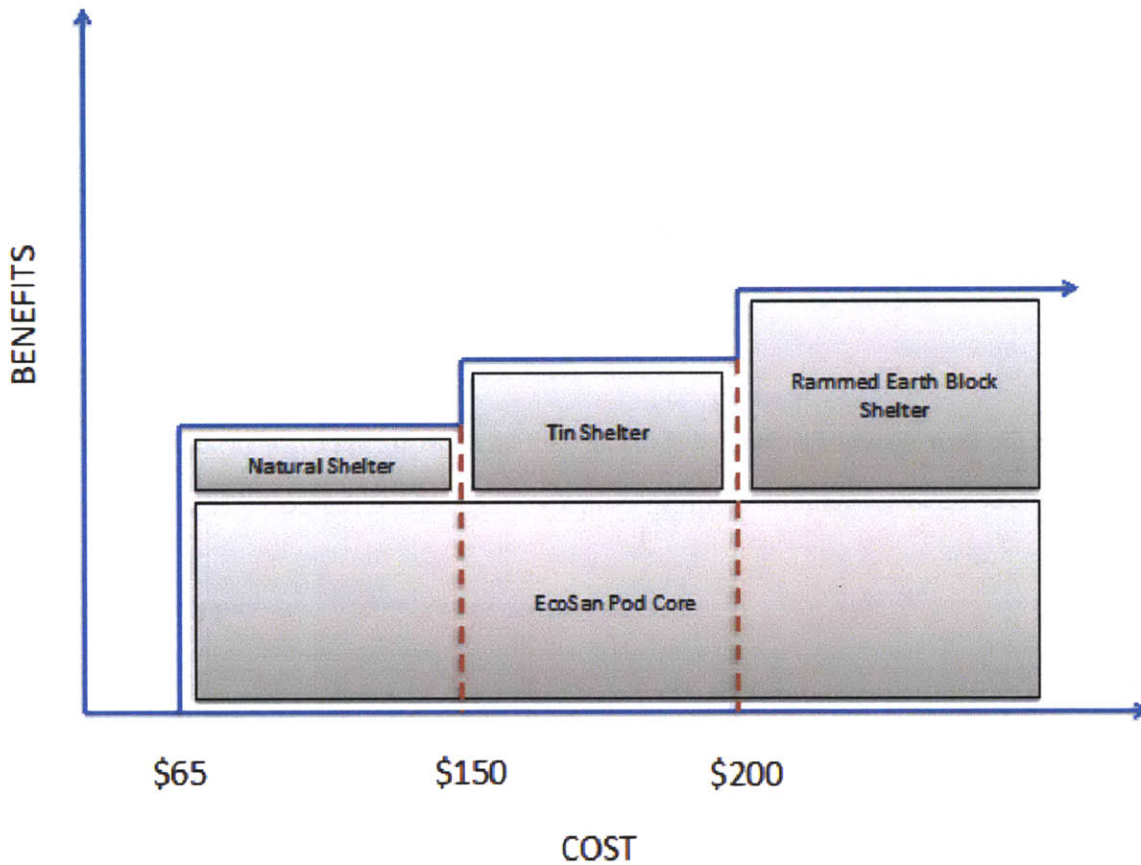 BENEFITS
Rammed Earth Block
Shelter
Tin Shelter
Natural Shelter
EcoSan Pod Core
$65
$150
$200
COST